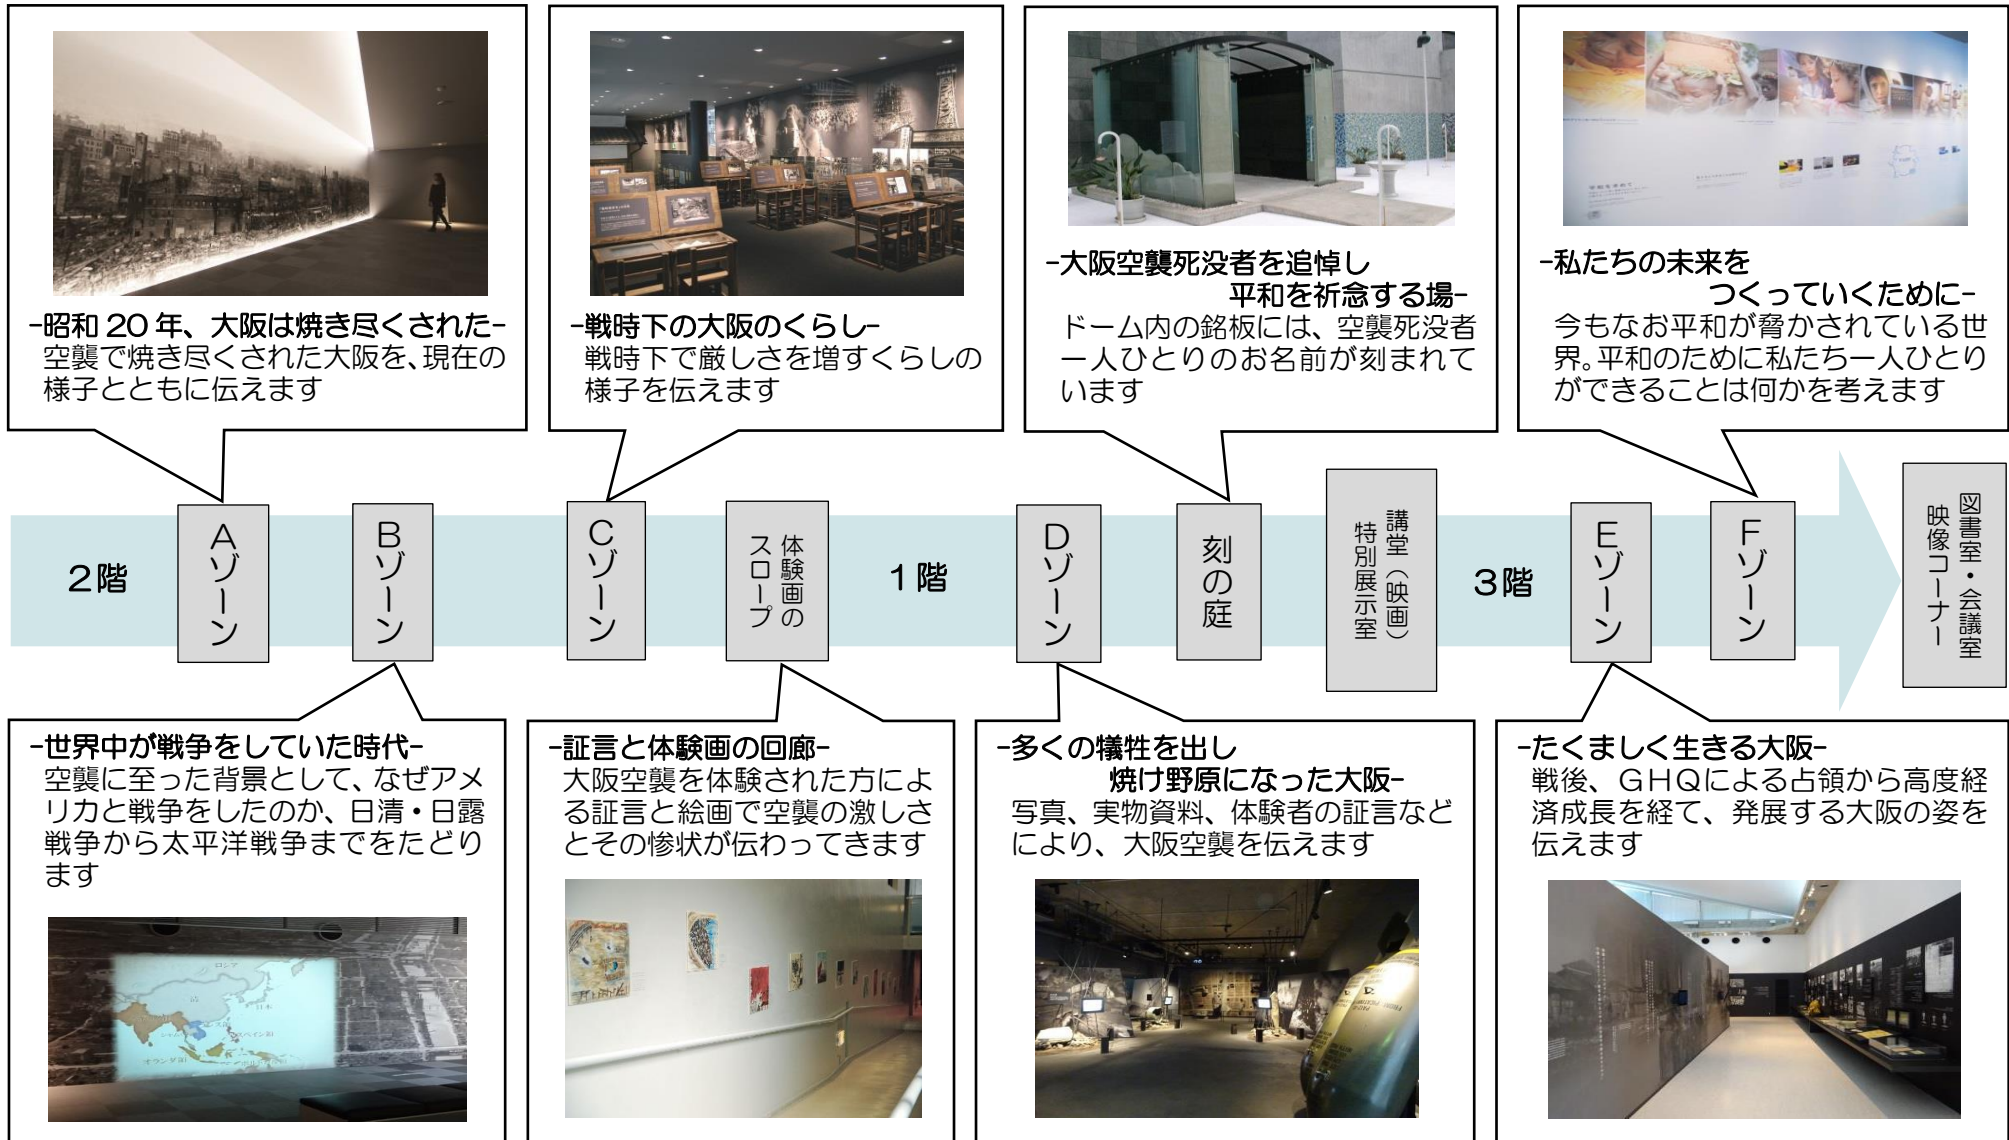 -昭和20年、大阪は焼き尽くされた-
空襲で焼き尽くされた大阪を、現在の
様子とともに伝えます
-戦時下の大阪のくらし-
戦時下で厳しさを増すくらしの
様子を伝えます
-大阪空襲死没者を追悼し
平和を祈念する場-
ドーム内の銘板には、空襲死没者
一人ひとりのお名前が刻まれて
います
-私たちの未来を
つくっていくために-
今もなお平和が脅かされている世
界。平和のために私たち一人ひとり
ができることは何かを考えます
2階
Aゾーン
Bゾーン
Cゾーン
体験画の
スロープ
1階
Dゾーン
刻の庭
講堂（映画）
特別展示室
3階
Eゾーン
Fゾーン
図書室・会議室
映像コーナー
-世界中が戦争をしていた時代-
空襲に至った背景として、なぜアメ
リカと戦争をしたのか、日清・日露
戦争から太平洋戦争までをたどり
ます
ロシア
清
日本
スペイン領
オランダ領
-証言と体験画の回廊-
大阪空襲を体験された方によ
る証言と絵画で空襲の激しさ
とその惨状が伝わってきます
-多くの犠牲を出し
焼け野原になった大阪-
写真、実物資料、体験者の証言など
により、大阪空襲を伝えます
-たくましく生きる大阪-
戦後、GHQによる占領から高度経
済成長を経て、発展する大阪の姿を
伝えます